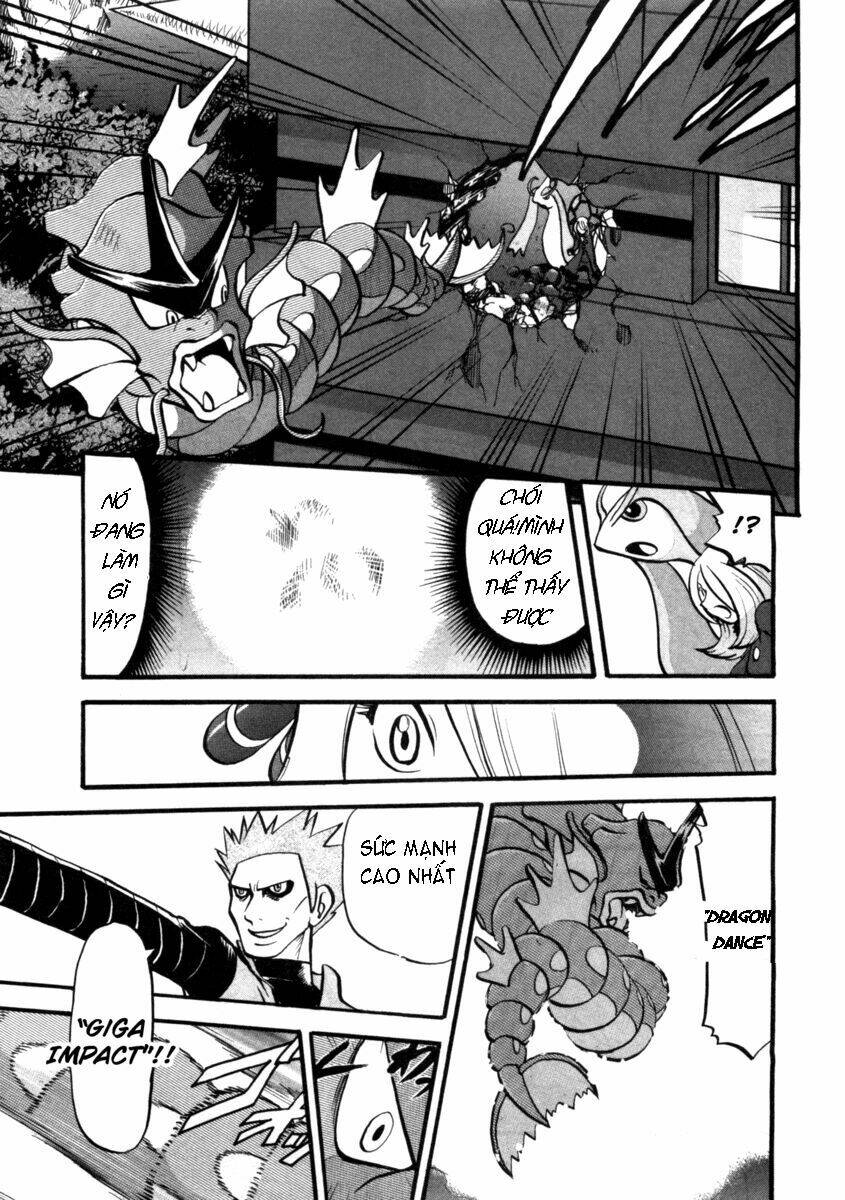 !?
CHÓI
QUÁ!MÌNH
KHÔNG
THỂ THẤY
ĐƯỢC
NÓ
ĐANG
LÀM
GÌ
VẬY?
"DRAGON
DANCE"
SỨC MẠNH
CAO NHẤT
"GIGA
IMPACT"!!